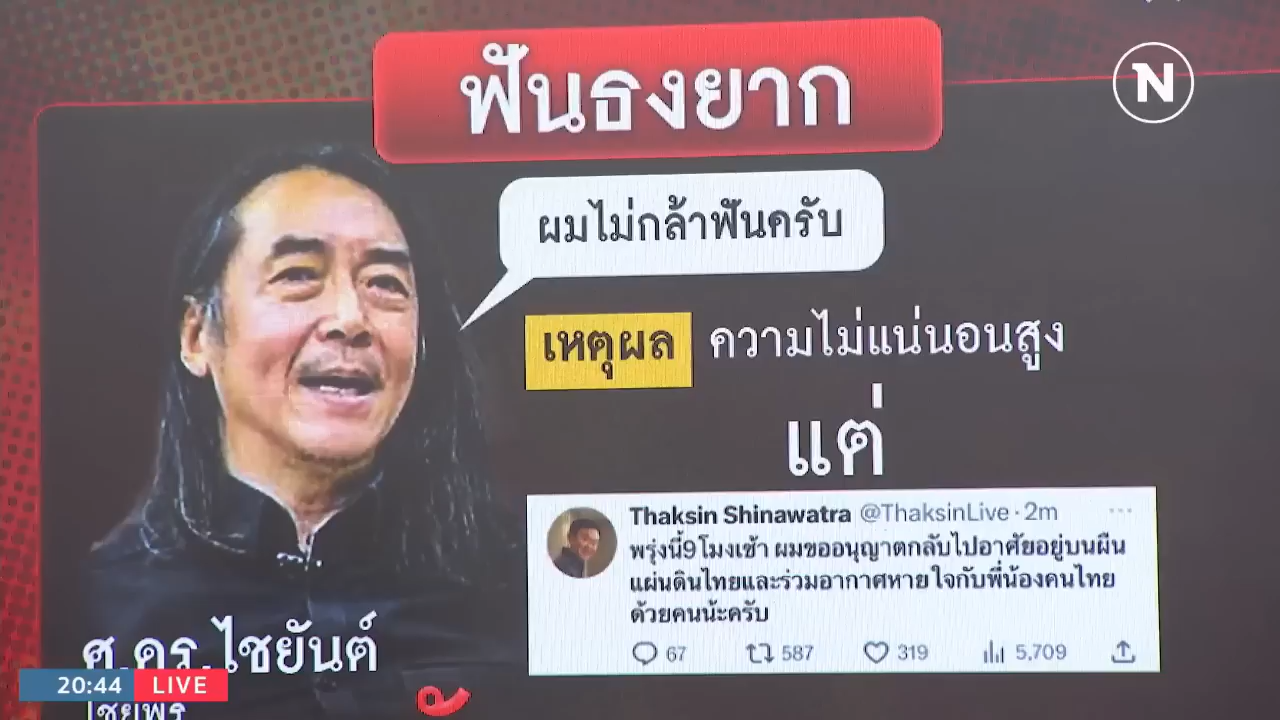 ฟันธงยาก
N
ผมไม่กล้าฟันครับ
เหตุผล ความไม่แน่นอนสูง
แต่
Thaksin Shinawatra @ThaksinLive · 2m
พรุ่งนี้9โมงเช้า ผมขออนุญาตกลับไปอาศัยอยู่บนผืน
แผ่นดินไทยและร่วมอากาศหายใจกับพี่น้องคนไทย
ด้วยคนน้ะครับ
67 587 319 5,709
ศ.ดร.ไชยันต์
ไชยพร
20:44 LIVE